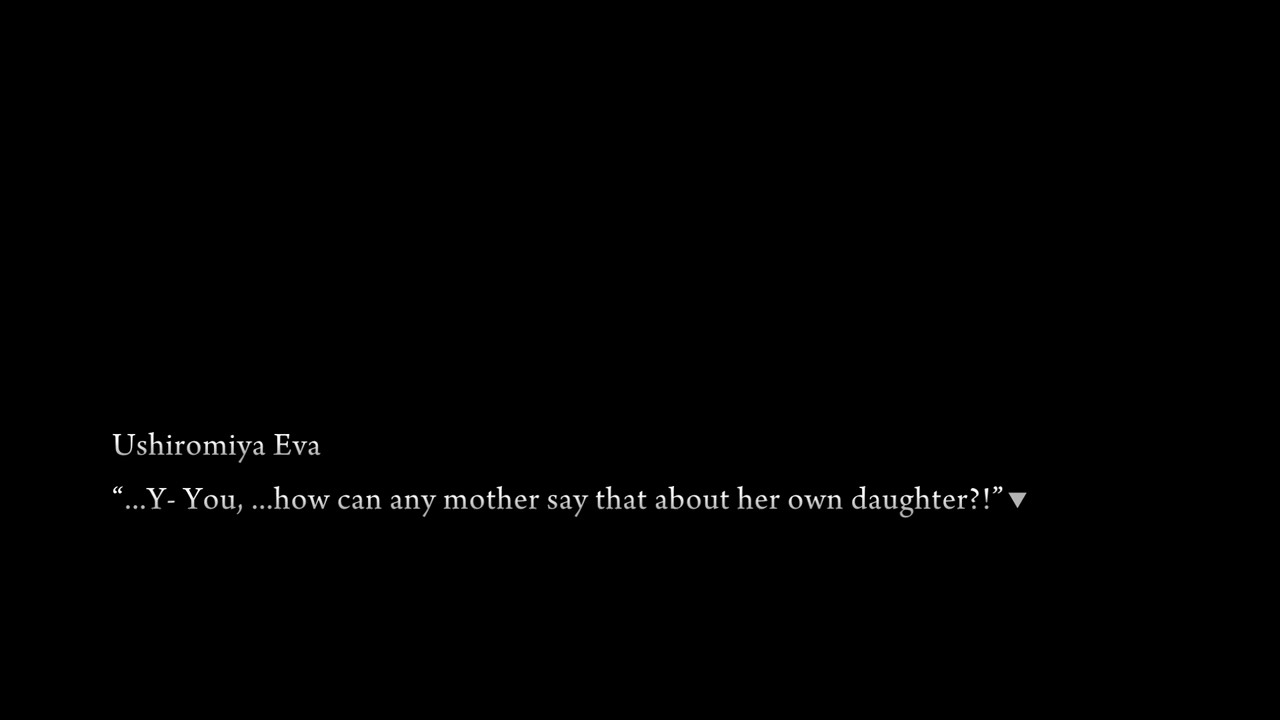 Ushiromiya Eva
“...Y- You, ...how can any mother say that about her own daughter?!”▼